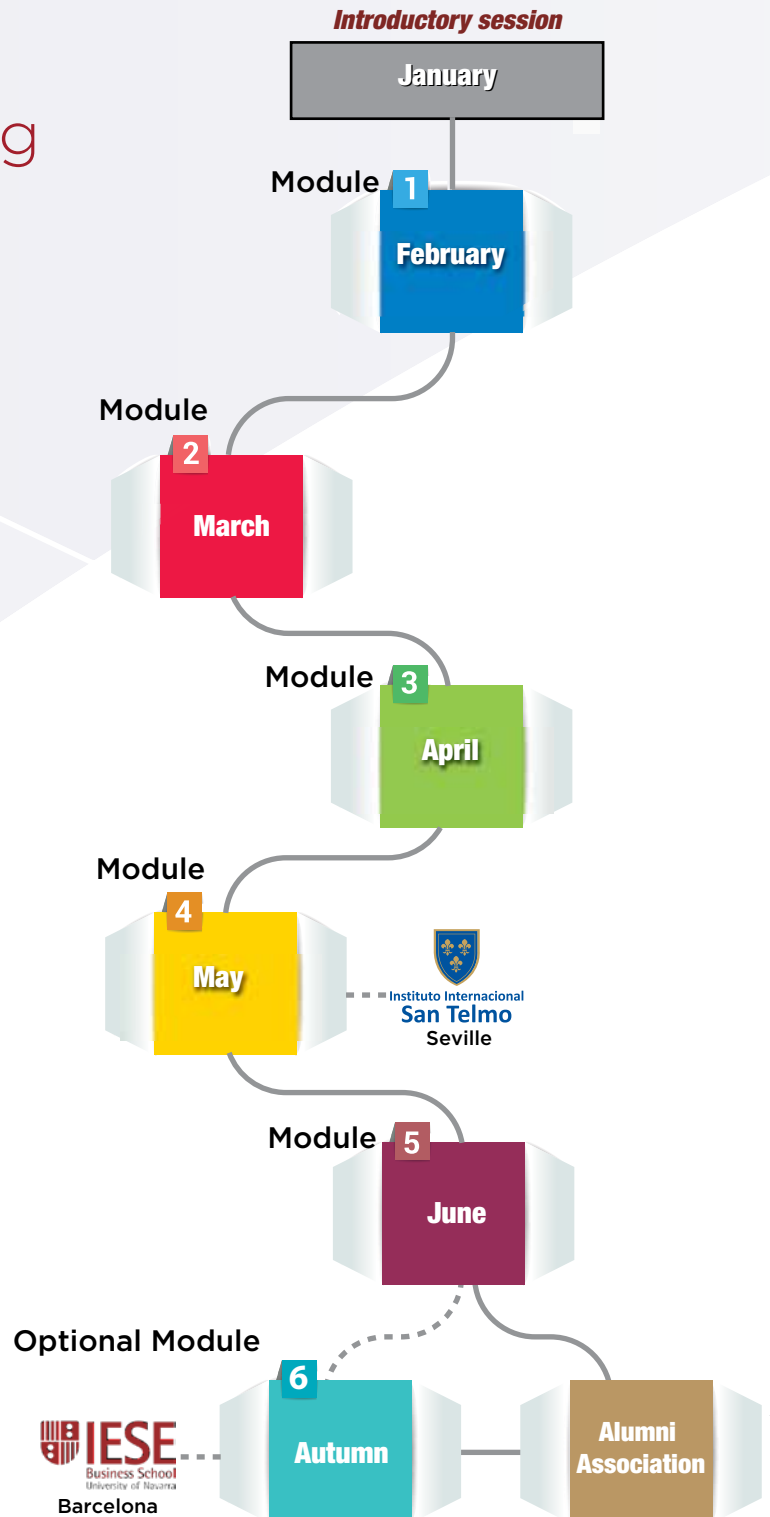 Introductory session
January
g
Module 1
February
Module
2
March
Module 3
April
Module
4
May
Instituto Internacional
San Telmo
Seville
Module 5
June
Optional Module
6
Autumn
IESE
Business School
University of Navarra
Barcelona
Alumni
Association